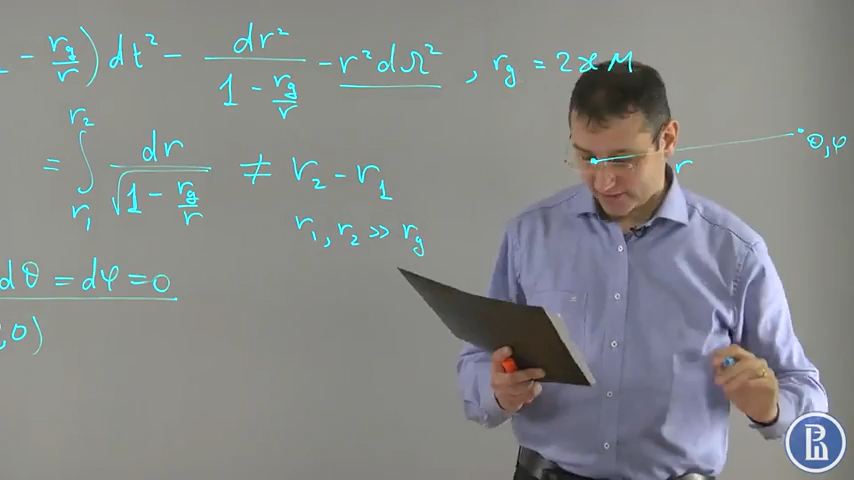 - r_g/r) dt² - dr²/(1 - r_g/r) - r² dΩ² , r_g = 2ϰM
= ∫_{r₁}^{r₂} dr/√(1 - r_g/r) ≠ r₂ - r₁
r₁, r₂ >> r_g
dθ = dφ = 0
,0)
θ, φ
r